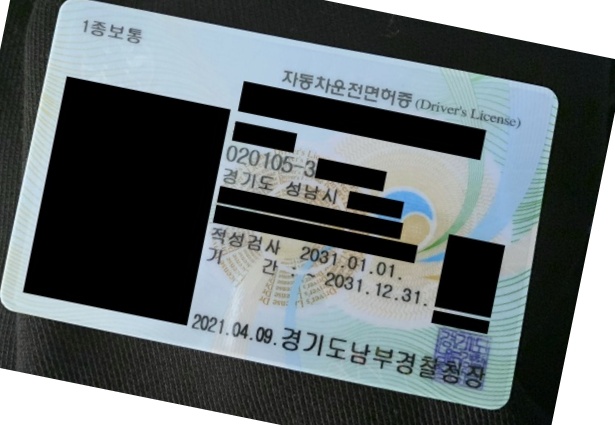 1종보통
자동차운전면허증 (Driver's License)
020105-3
경기도 성남시
적성검사 2031.01.01.
기 간 : ~ 2031.12.31.
2021.04.09. 경기도남부경찰청장